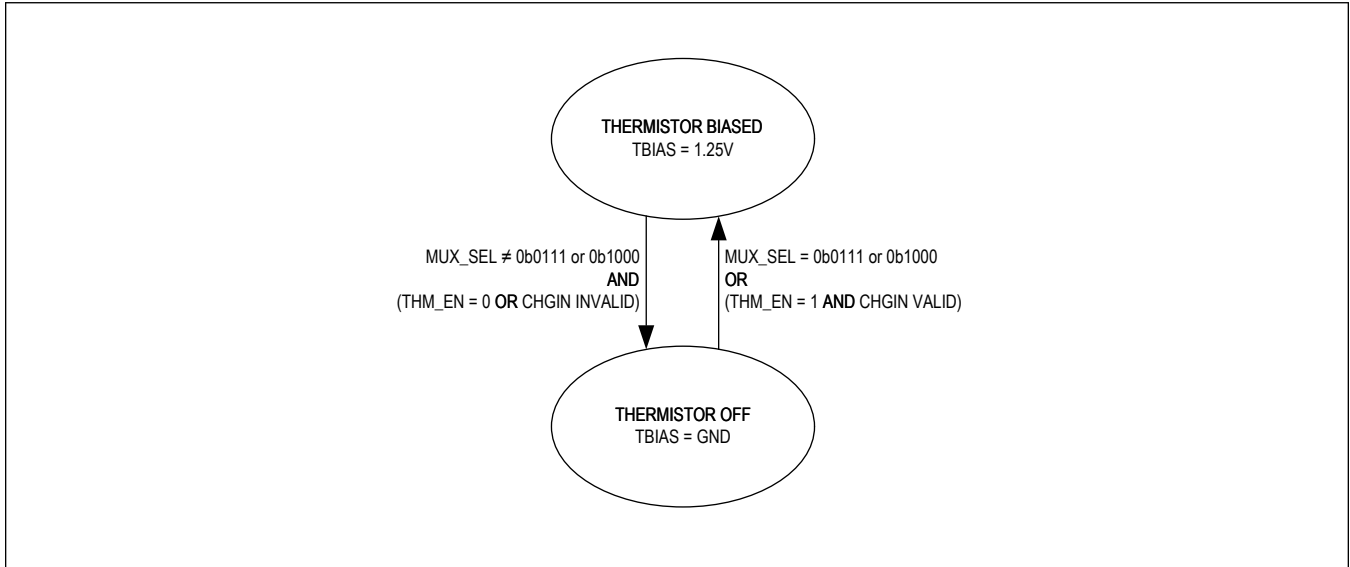 THERMISTOR BIASED
TBIAS = 1.25V
MUX_SEL ≠ 0b0111 or 0b1000
AND
(THM_EN = 0 OR CHGIN INVALID)
MUX_SEL = 0b0111 or 0b1000
OR
(THM_EN = 1 AND CHGIN VALID)
THERMISTOR OFF
TBIAS = GND